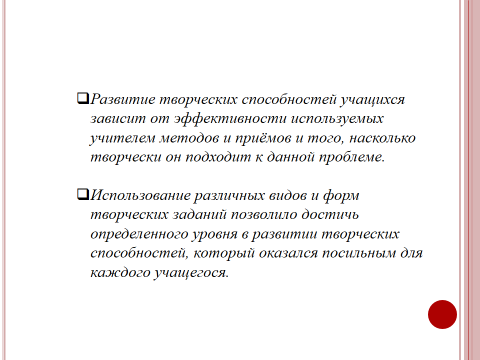 Развитие творческих способностей учащихся
зависит от эффективности используемых
учителем методов и приёмов и того, насколько
творчески он подходит к данной проблеме.
Использование различных видов и форм
творческих заданий позволило достичь
определенного уровня в развитии творческих
способностей, который оказался посильным для
каждого учащегося.